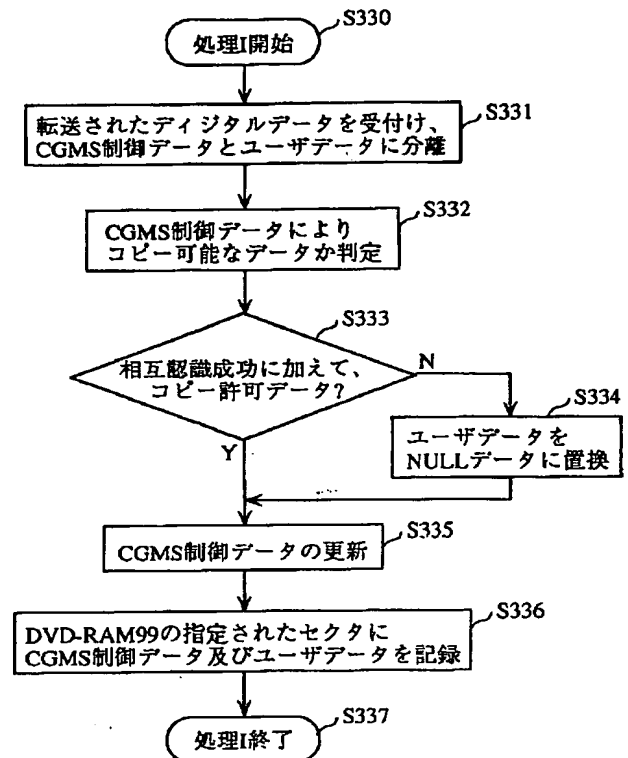 S330
処理I開始
S331
転送されたディジタルデータを受付け、
CGMS制御データとユーザデータに分離
S332
CGMS制御データにより
コピー可能なデータか判定
S333
相互認識成功に加えて、
コピー許可データ?
N
Y
S334
ユーザデータを
NULLデータに置換
S335
CGMS制御データの更新
S336
DVD-RAM99の指定されたセクタに
CGMS制御データ及びユーザデータを記録
S337
処理I終了